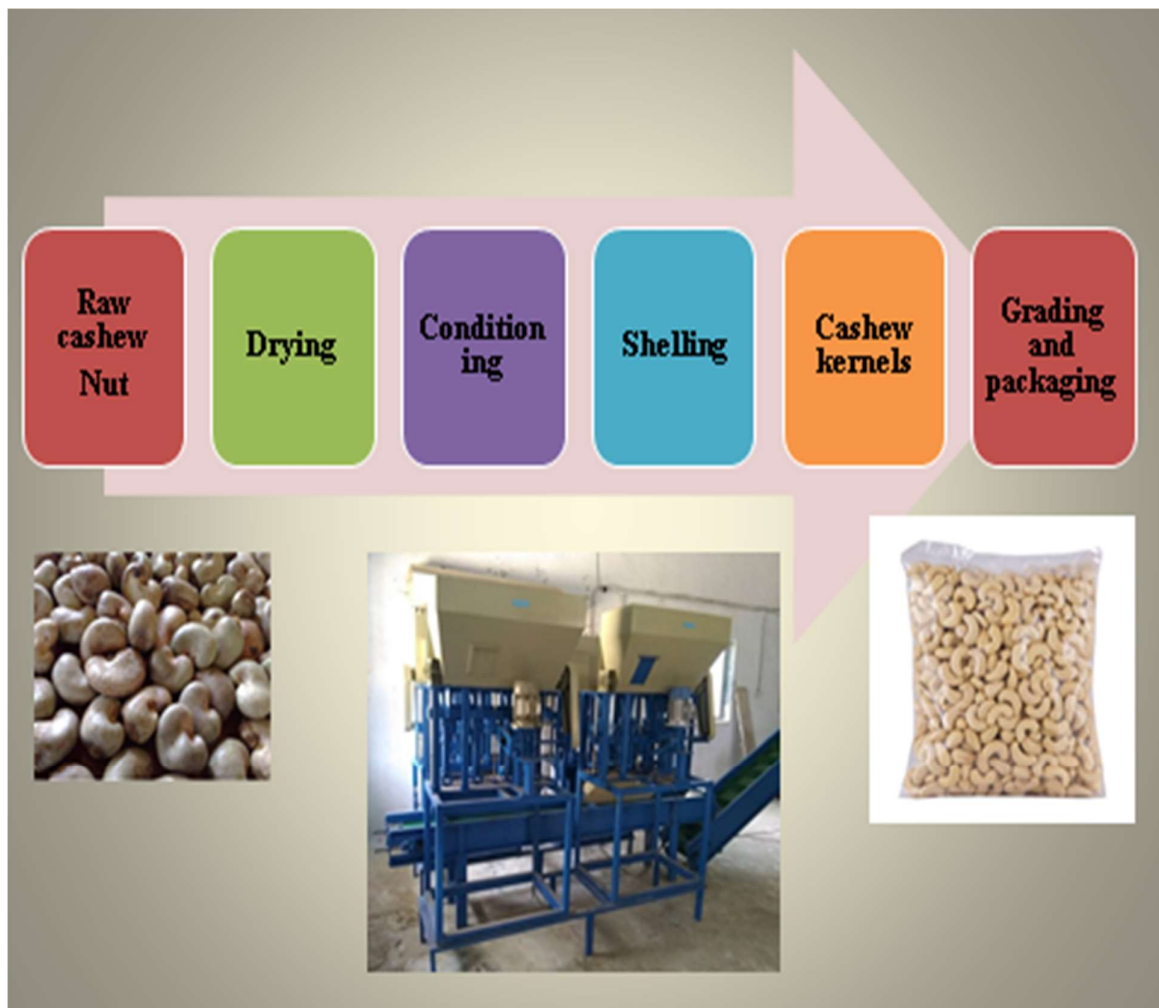 Raw
cashew
Nut
Drying
Condition
ing
Shelling
Cashew
kernels
Grading
and
packaging